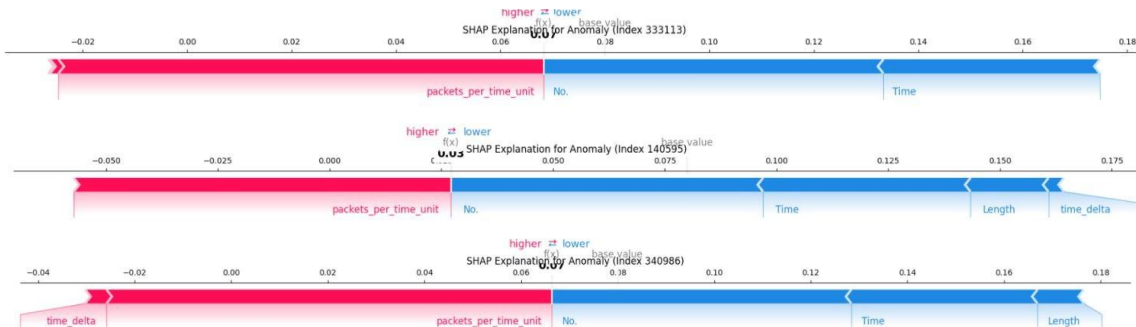 higher ⇄ lower
f(x) base value
SHAP Explanation for Anomaly (Index 333113)
0.07
−0.02 0.00 0.02 0.04 0.06 0.08 0.10 0.12 0.14 0.16 0.18
packets_per_time_unit No. Time
higher ⇄ lower
f(x) base value
0.03 SHAP Explanation for Anomaly (Index 140595)
−0.050 −0.025 0.000 0.050 0.075 0.100 0.125 0.150 0.175
packets_per_time_unit No. Time Length time_delta
higher ⇄ lower
f(x) base value
SHAP Explanation for Anomaly (Index 340986)
0.07
−0.04 −0.02 0.00 0.02 0.04 0.06 0.08 0.10 0.12 0.14 0.16 0.18
time_delta packets_per_time_unit No. Time Length